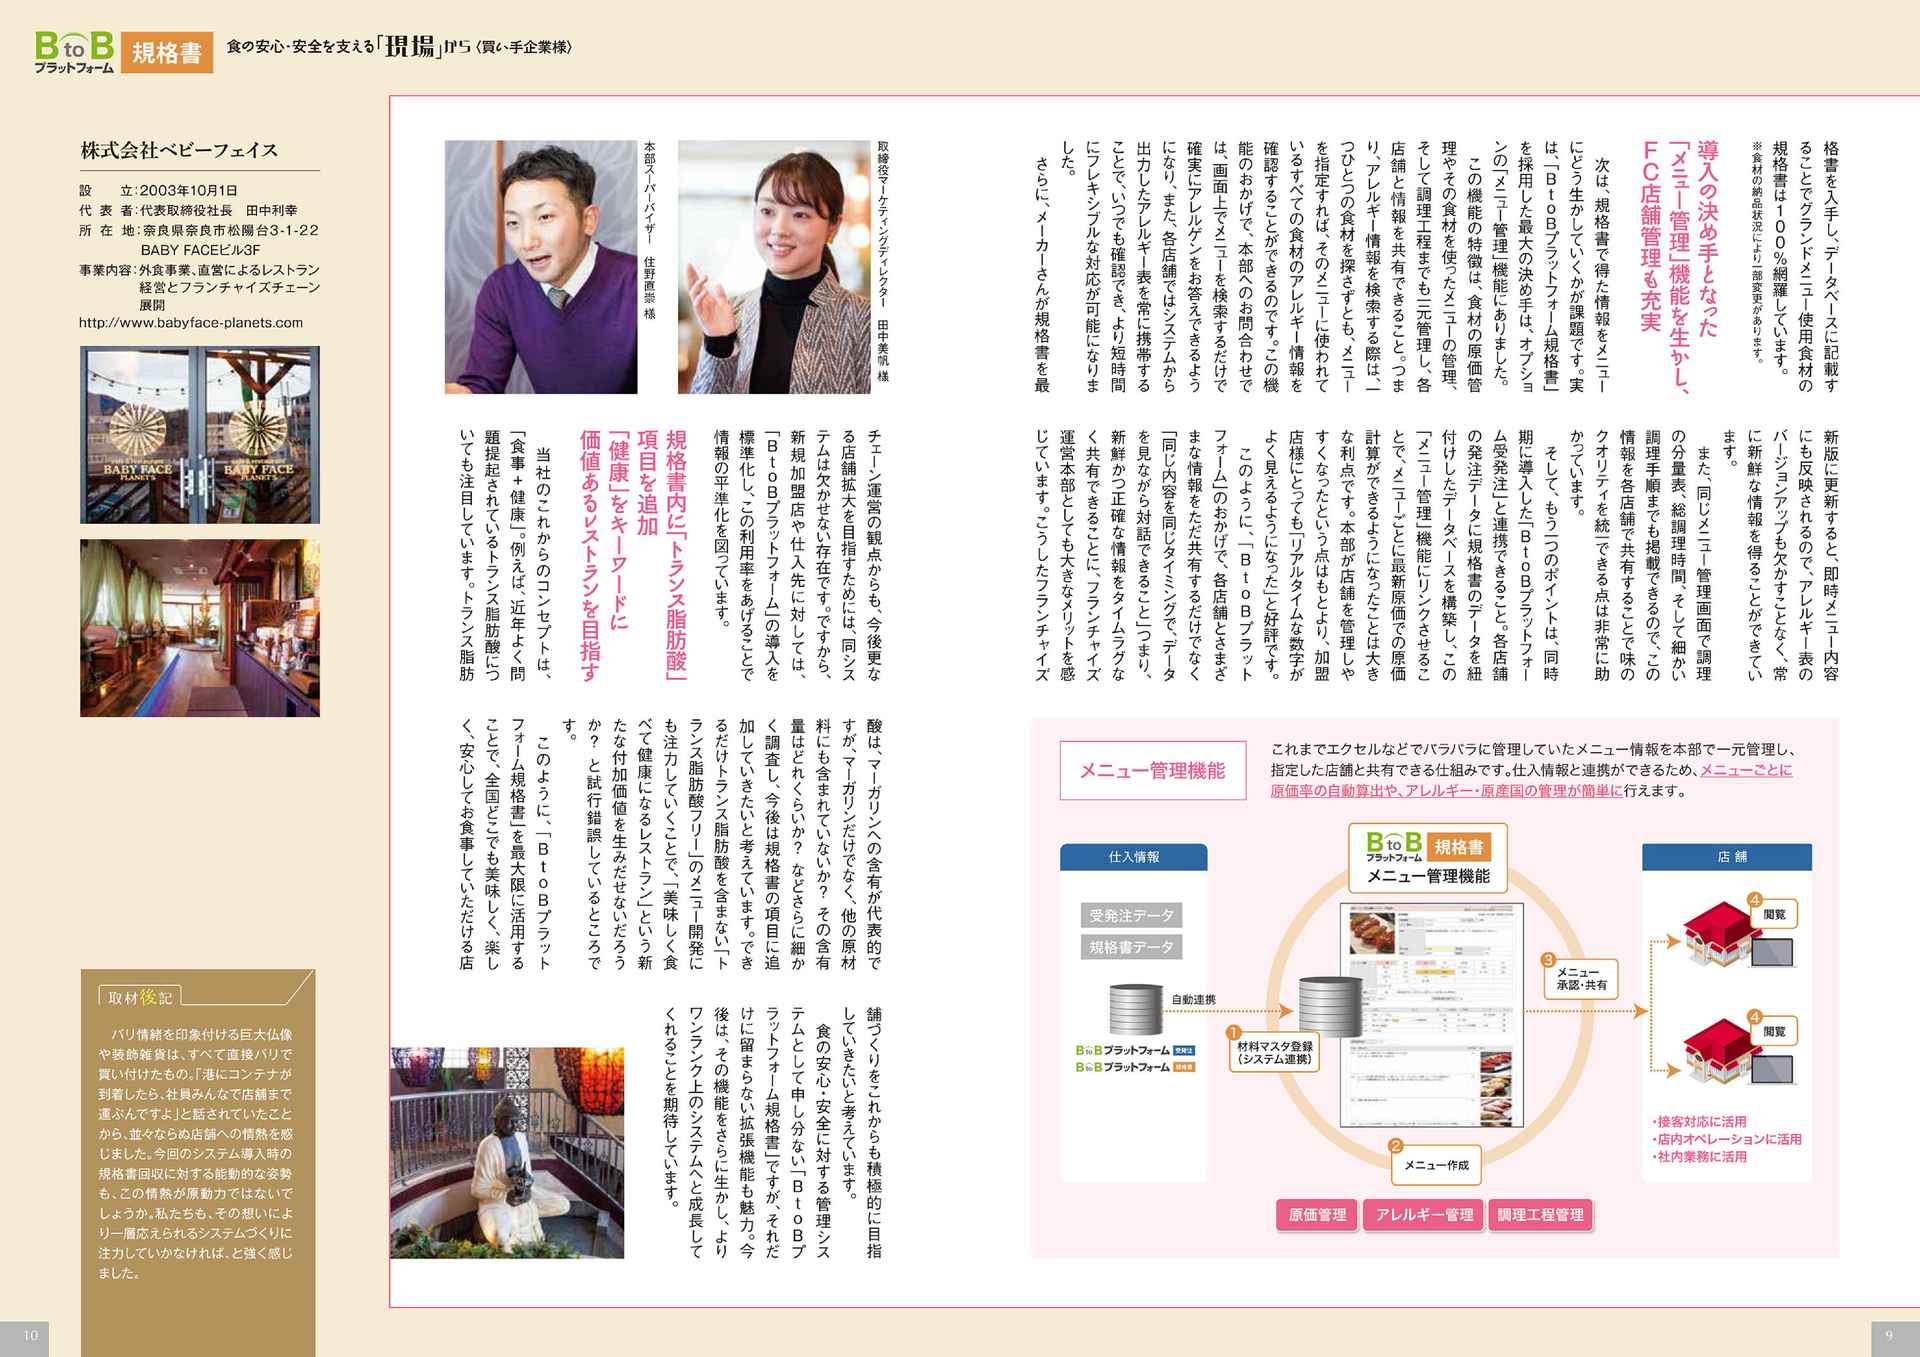 BtoB
プラットフォーム
規格書
食の安心・安全を支える「現場」から〈買い手企業様〉
格書を入手し、データベースに記載す
ることでグランドメニュー使用食材の
規格書は100%網羅しています。
※食材の納品状況により一部変更があります。
導入の決め手となった
「メニュー管理」機能を生かし、
FC店舗管理も充実
次は、規格書で得た情報をメニュー
にどう生かしていくかが課題です。実
は、「BtoBプラットフォーム規格書」
を採用した最大の決め手は、オプショ
ンの「メニュー管理」機能にありました。
この機能の特徴は、食材の原価管
理やその食材を使ったメニューの管理、
そして調理工程までも一元管理し、各
店舗と情報を共有できること。つま
り、アレルギー情報を検索する際は、一
つひとつの食材を探さずとも、メニュー
を指定すれば、そのメニューに使われて
いるすべての食材のアレルギー情報を
確認することができるのです。この機
能のおかげで、本部へのお問合わせで
は、画面上でメニューを検索するだけで
確実にアレルゲンをお答えできるよう
になり、また、各店舗ではシステムから
出力したアレルギー表を常に携帯する
ことで、いつでも確認でき、より短時間
にフレキシブルな対応が可能になりま
した。
さらに、メーカーさんが規格書を最
新版に更新すると、即時メニュー内容
にも反映されるので、アレルギー表の
バージョンアップも欠かすことなく、常
に新鮮な情報を得ることができてい
ます。
また、同じメニュー管理画面で調理
の分量表、総調理時間、そして細かい
調理手順までも掲載できるので、この
情報を各店舗で共有することで味の
クオリティを統一できる点は非常に助
かっています。
そして、もう一つのポイントは、同時
期に導入した「BtoBプラットフォー
ム受発注」と連携できること。各店舗
の発注データに規格書のデータを紐
付けしたデータベースを構築し、この
「メニュー管理」機能にリンクさせるこ
とで、メニューごとに最新原価での原価
計算ができるようになったことは大き
な利点です。本部が店舗を管理しや
すくなったという点はもとより、加盟
店様にとっても「リアルタイムな数字が
よく見えるようになった」と好評です。
このように、「BtoBプラット
フォーム」のおかげで、各店舗とさまざ
まな情報をただ共有するだけでなく
「同じ内容を同じタイミングで、データ
を見ながら対話できること」つまり、
新鮮かつ正確な情報をタイムラグな
く共有できることに、フランチャイズ
運営本部としても大きなメリットを感
じています。こうしたフランチャイズ
メニュー管理機能
これまでエクセルなどでバラバラに管理していたメニュー情報を本部で一元管理し、
指定した店舗と共有できる仕組みです。仕入情報と連携ができるため、メニューごとに
原価率の自動算出や、アレルギー・原産国の管理が簡単に行えます。
仕入情報
受発注データ
規格書データ
自動連携
BtoBプラットフォーム 受発注
BtoBプラットフォーム 規格書
BtoB
プラットフォーム
規格書
メニュー管理機能
1
材料マスタ登録
（システム連携）
2
メニュー作成
3
メニュー
承認・共有
店 舗
4
閲覧
4
閲覧
・接客対応に活用
・店内オペレーションに活用
・社内業務に活用
原価管理
アレルギー管理
調理工程管理
9
取締役マーケティングディレクター 田中美帆 様
本部スーパーバイザー 住野直崇 様
チェーン運営の観点からも、今後更な
る店舗拡大を目指すためには、同シス
テムは欠かせない存在です。ですから、
新規加盟店や仕入先に対しては、
「BtoBプラットフォーム」の導入を
標準化し、この利用率をあげることで
情報の平準化を図っています。
規格書内に「トランス脂肪酸」
項目を追加
「健康」をキーワードに
価値あるレストランを目指す
当社のこれからのコンセプトは、
「食事＋健康」。例えば、近年よく問
題提起されているトランス脂肪酸につ
いても注目しています。トランス脂肪
酸は、マーガリンへの含有が代表的で
すが、マーガリンだけでなく、他の原材
料にも含まれていないか？ その含有
量はどれくらいか？ などさらに細か
く調査し、今後は規格書の項目に追
加していきたいと考えています。でき
るだけトランス脂肪酸を含まない「ト
ランス脂肪酸フリー」のメニュー開発に
も注力していくことで、「美味しく食
べて健康になるレストラン」という新
たな付加価値を生みだせないだろう
か？ と試行錯誤しているところで
す。
このように、「BtoBプラット
フォーム規格書」を最大限に活用する
ことで、全国どこでも美味しく、楽し
く、安心してお食事していただける店
舗づくりをこれからも積極的に目指
していきたいと考えています。
食の安心・安全に対する管理シス
テムとして申し分ない「BtoBプ
ラットフォーム規格書」ですが、それだ
けに留まらない拡張機能も魅力。今
後は、その機能をさらに生かし、より
ワンランク上のシステムへと成長して
くれることを期待しています。
株式会社ベビーフェイス
設　立：2003年10月1日
代表者：代表取締役社長　田中利幸
所在地：奈良県奈良市松陽台3-1-22
BABY FACEビル3F
事業内容：外食事業、直営によるレストラン
経営とフランチャイズチェーン
展開
http://www.babyface-planets.com
BABY FACE
PLANET'S
BABY FACE
PLANET'S
取材後記
バリ情緒を印象付ける巨大仏像
や装飾雑貨は、すべて直接バリで
買い付けたもの。「港にコンテナが
到着したら、社員みんなで店舗まで
運ぶんですよ」と話されていたこと
から、並々ならぬ店舗への情熱を感
じました。今回のシステム導入時の
規格書回収に対する能動的な姿勢
も、この情熱が原動力ではないで
しょうか。私たちも、その想いによ
り一層応えられるシステムづくりに
注力していかなければ、と強く感じ
ました。
10